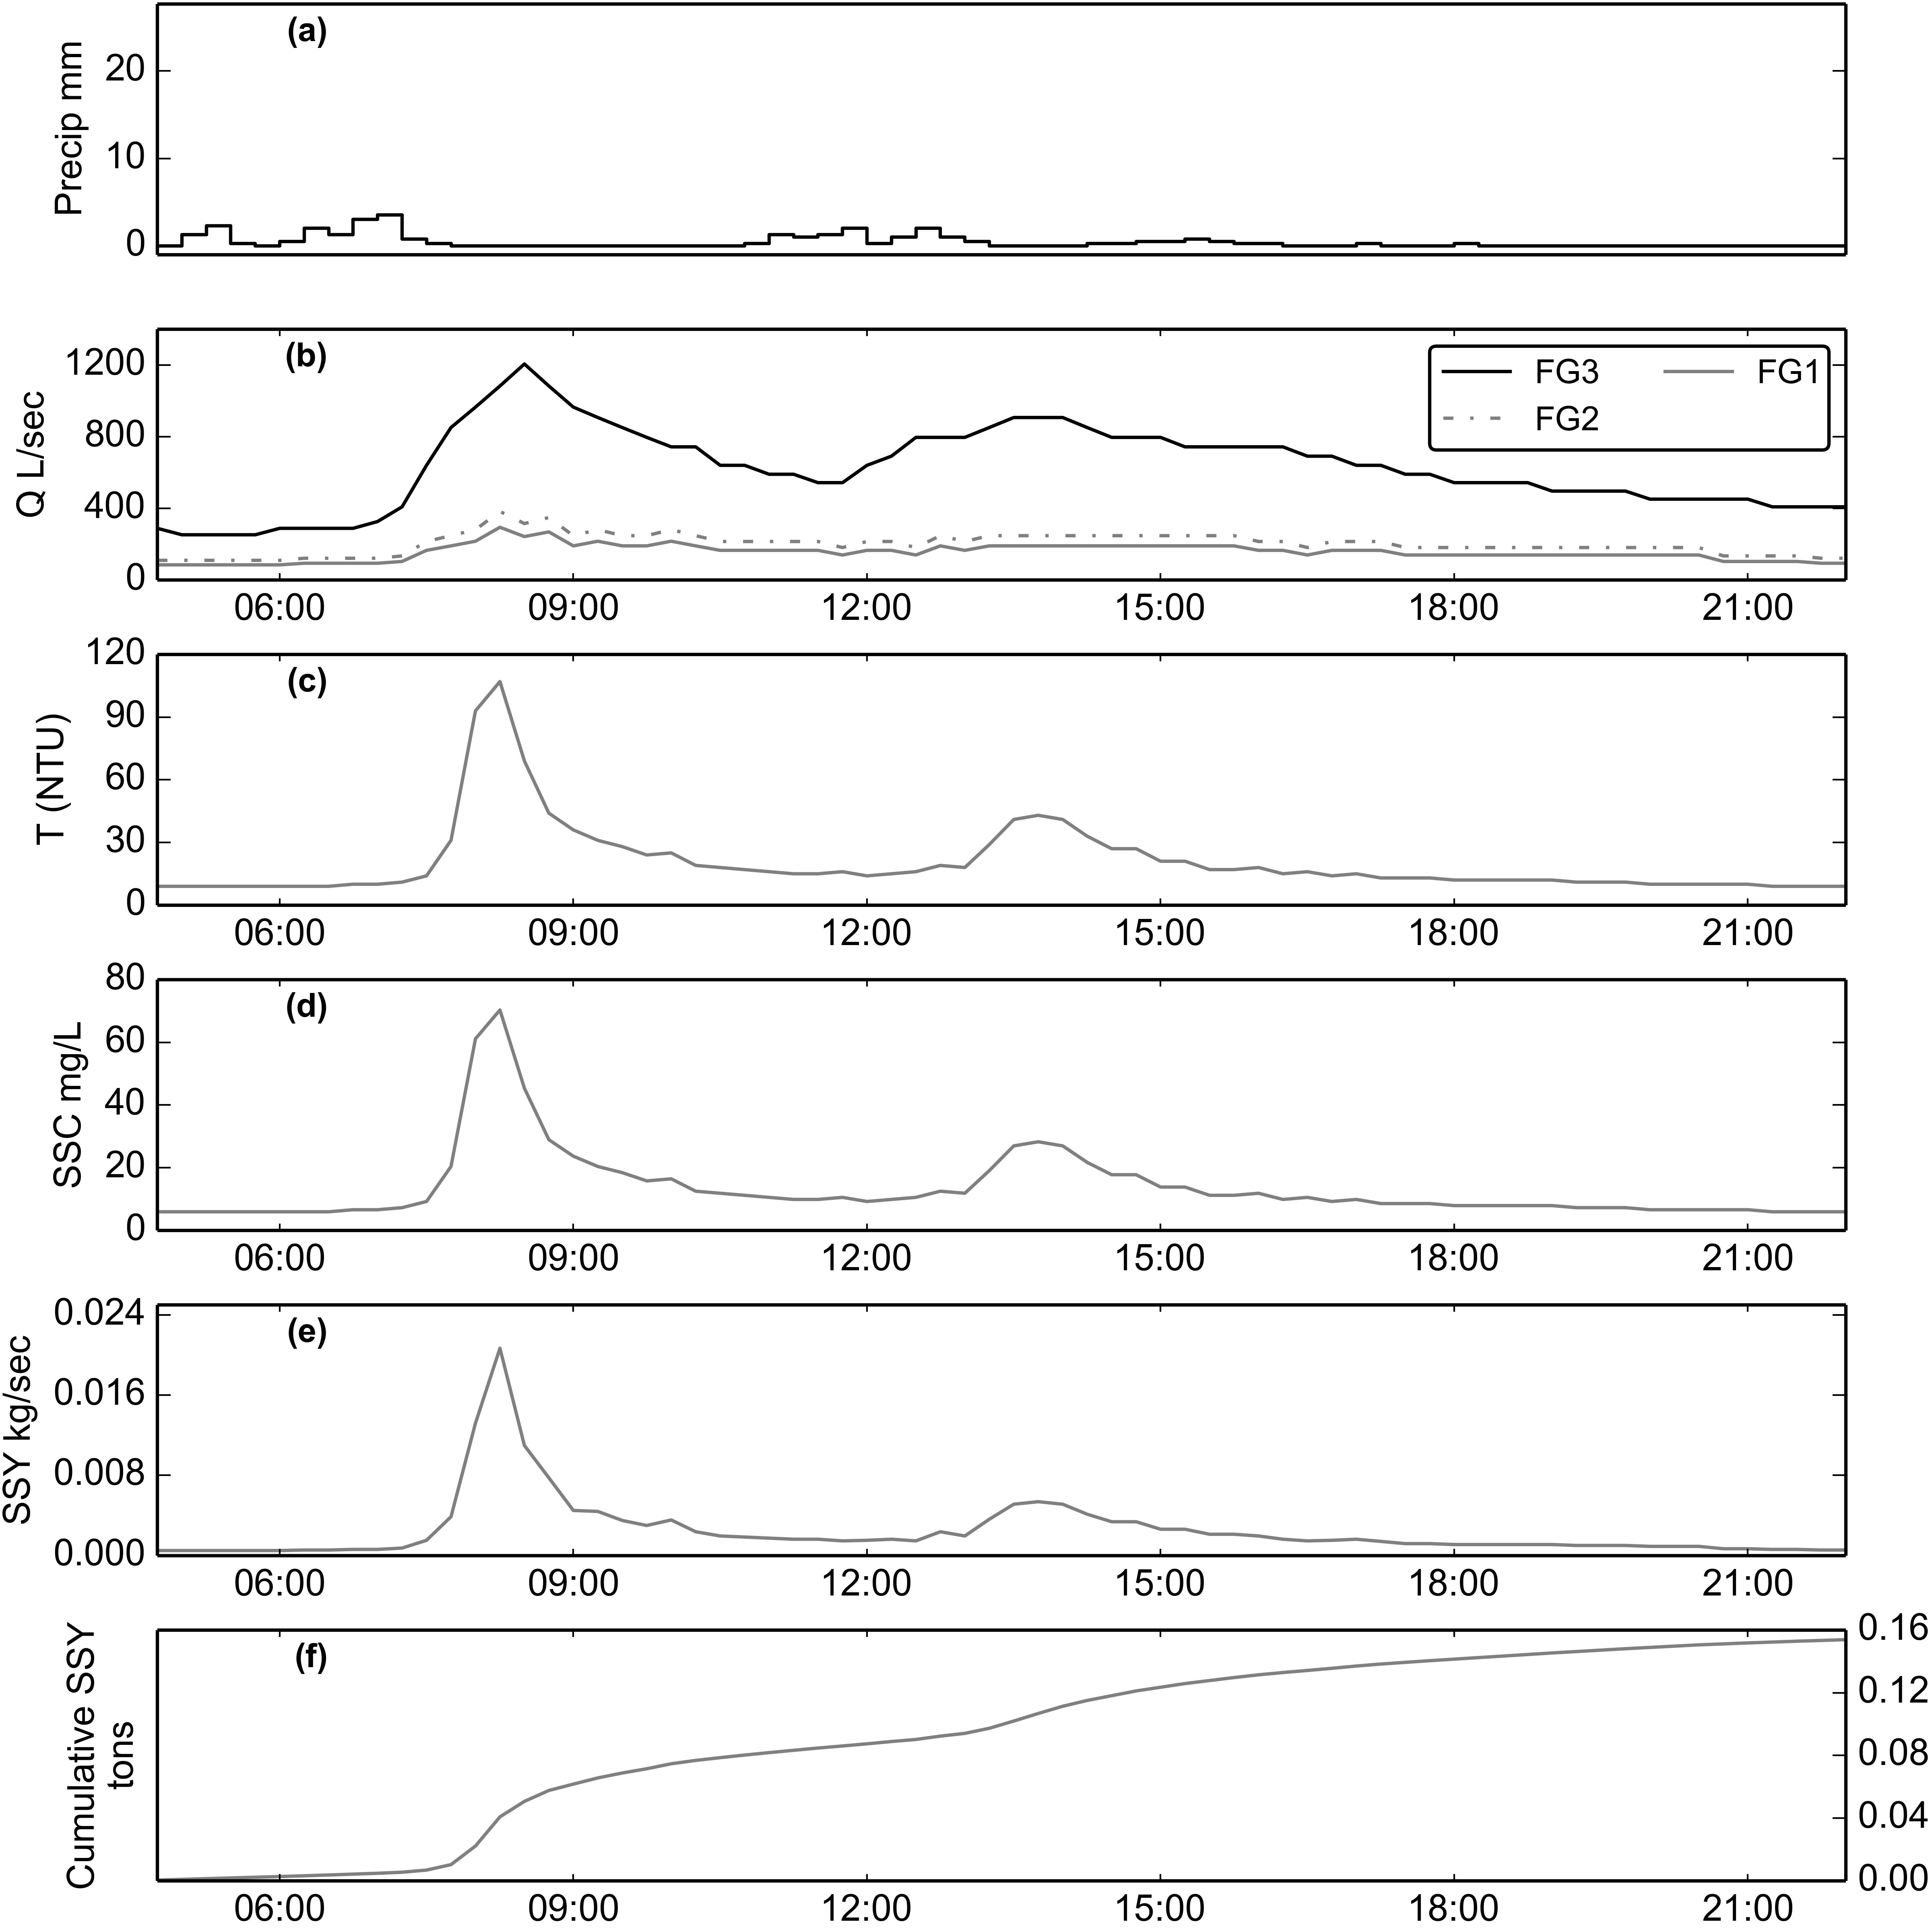 (a)
Precip mm
20
10
0
(b)
Q L/sec
1200
800
400
0
FG3 FG1
FG2
06:00 09:00 12:00 15:00 18:00 21:00
(c)
T (NTU)
120
90
60
30
0
06:00 09:00 12:00 15:00 18:00 21:00
(d)
SSC mg/L
80
60
40
20
0
06:00 09:00 12:00 15:00 18:00 21:00
(e)
SSY kg/sec
0.024
0.016
0.008
0.000
06:00 09:00 12:00 15:00 18:00 21:00
(f)
Cumulative SSY
tons
0.16
0.12
0.08
0.04
0.00
06:00 09:00 12:00 15:00 18:00 21:00